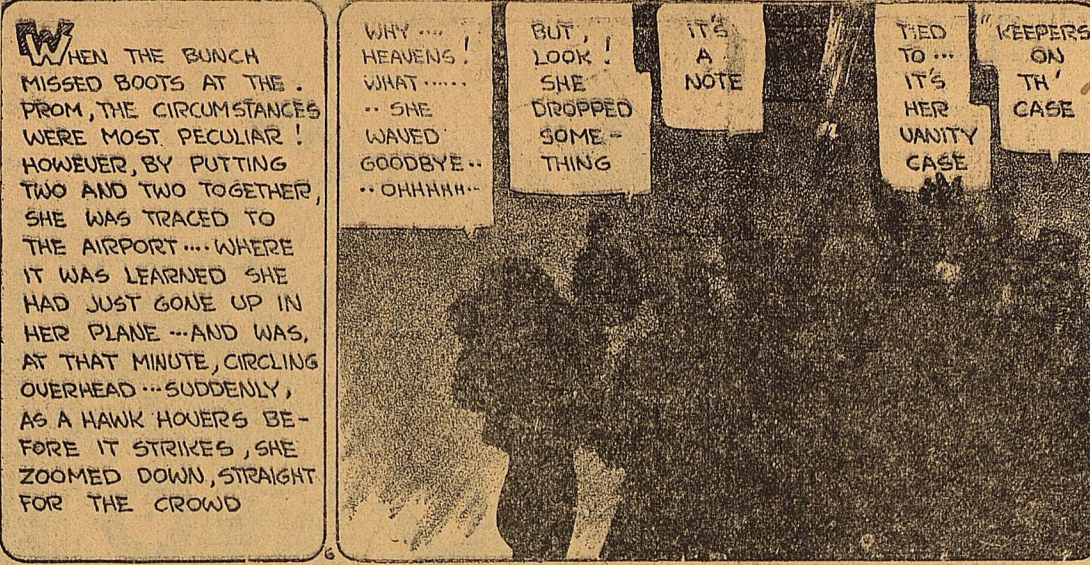 WHEN THE BUNCH
MISSED BOOTS AT THE
PROM, THE CIRCUMSTANCES
WERE MOST PECULIAR!
HOWEVER, BY PUTTING
TWO AND TWO TOGETHER,
SHE WAS TRACED TO
THE AIRPORT .... WHERE
IT WAS LEARNED SHE
HAD JUST GONE UP IN
HER PLANE ... AND WAS,
AT THAT MINUTE, CIRCLING
OVERHEAD ... SUDDENLY,
AS A HAWK HOVERS BE-
FORE IT STRIKES, SHE
ZOOMED DOWN, STRAIGHT
FOR THE CROWD
6
WHY ....
HEAVENS!
WHAT ......
.. SHE
WAVED
GOODBYE ..
.. OHHHHH ..
BUT,
LOOK!
SHE
DROPPED
SOME-
THING
IT'S
A
NOTE
TIED
TO ...
IT'S
HER
VANITY
CASE
"KEEPERS
ON
TH'
CASE